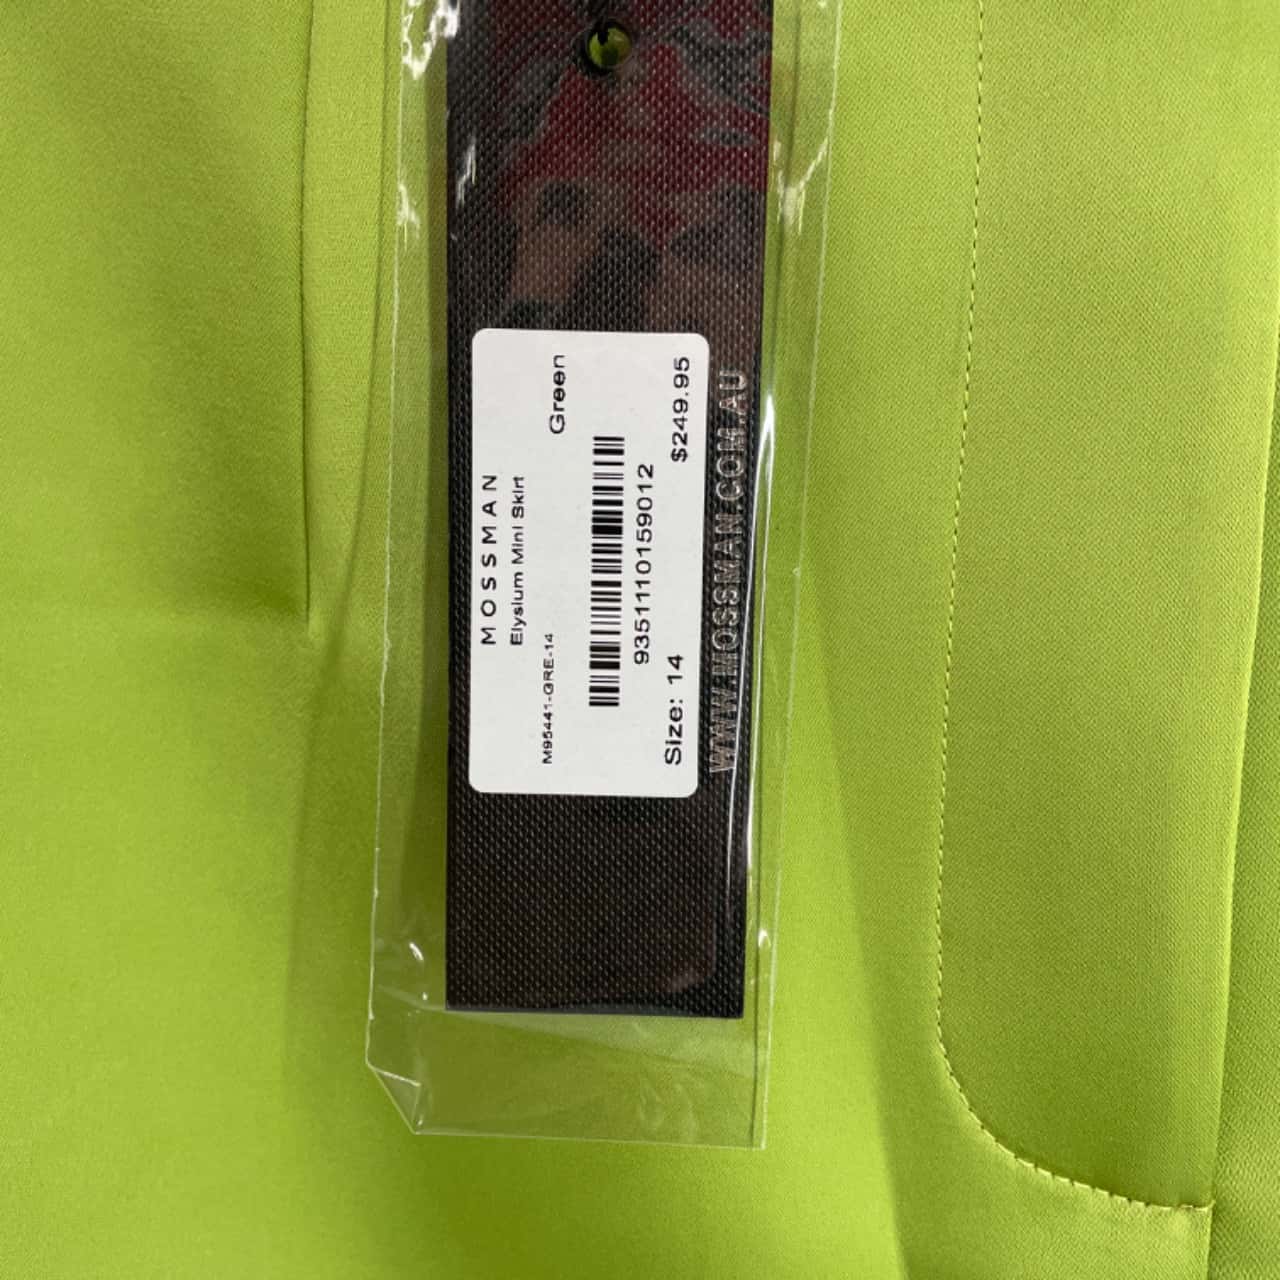 MOSSMAN
Elysium Mini Skirt
M95441-GRE-14 Green
9351110159012
Size: 14 $249.95
WWW.MOSSMAN.COM.AU